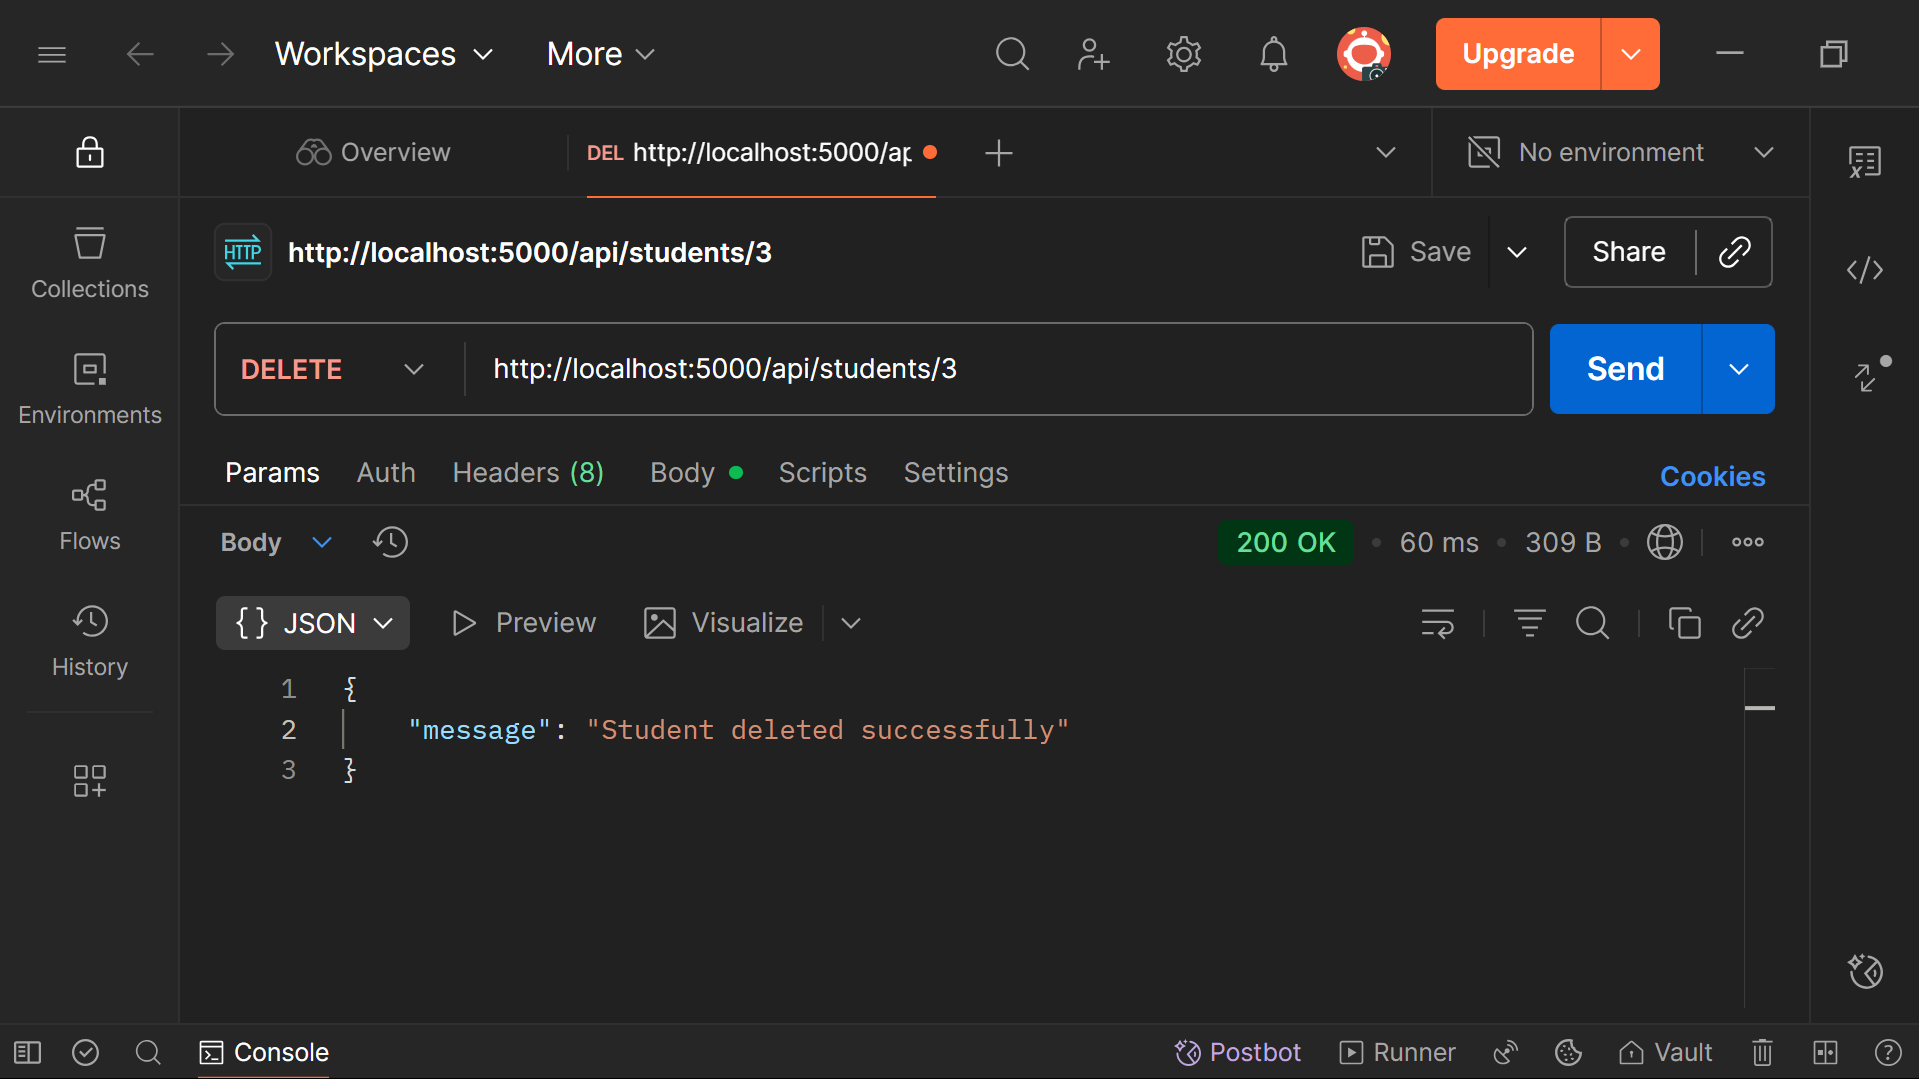 Workspaces More Upgrade
Overview DEL http://localhost:5000/ap No environment
HTTP http://localhost:5000/api/students/3 Save Share
Collections
DELETE http://localhost:5000/api/students/3 Send
Environments
Params Auth Headers (8) Body Scripts Settings Cookies
Flows
Body 200 OK 60 ms 309 B
{} JSON Preview Visualize
History
1 {
2 "message": "Student deleted successfully"
3 }
Console Postbot Runner Vault